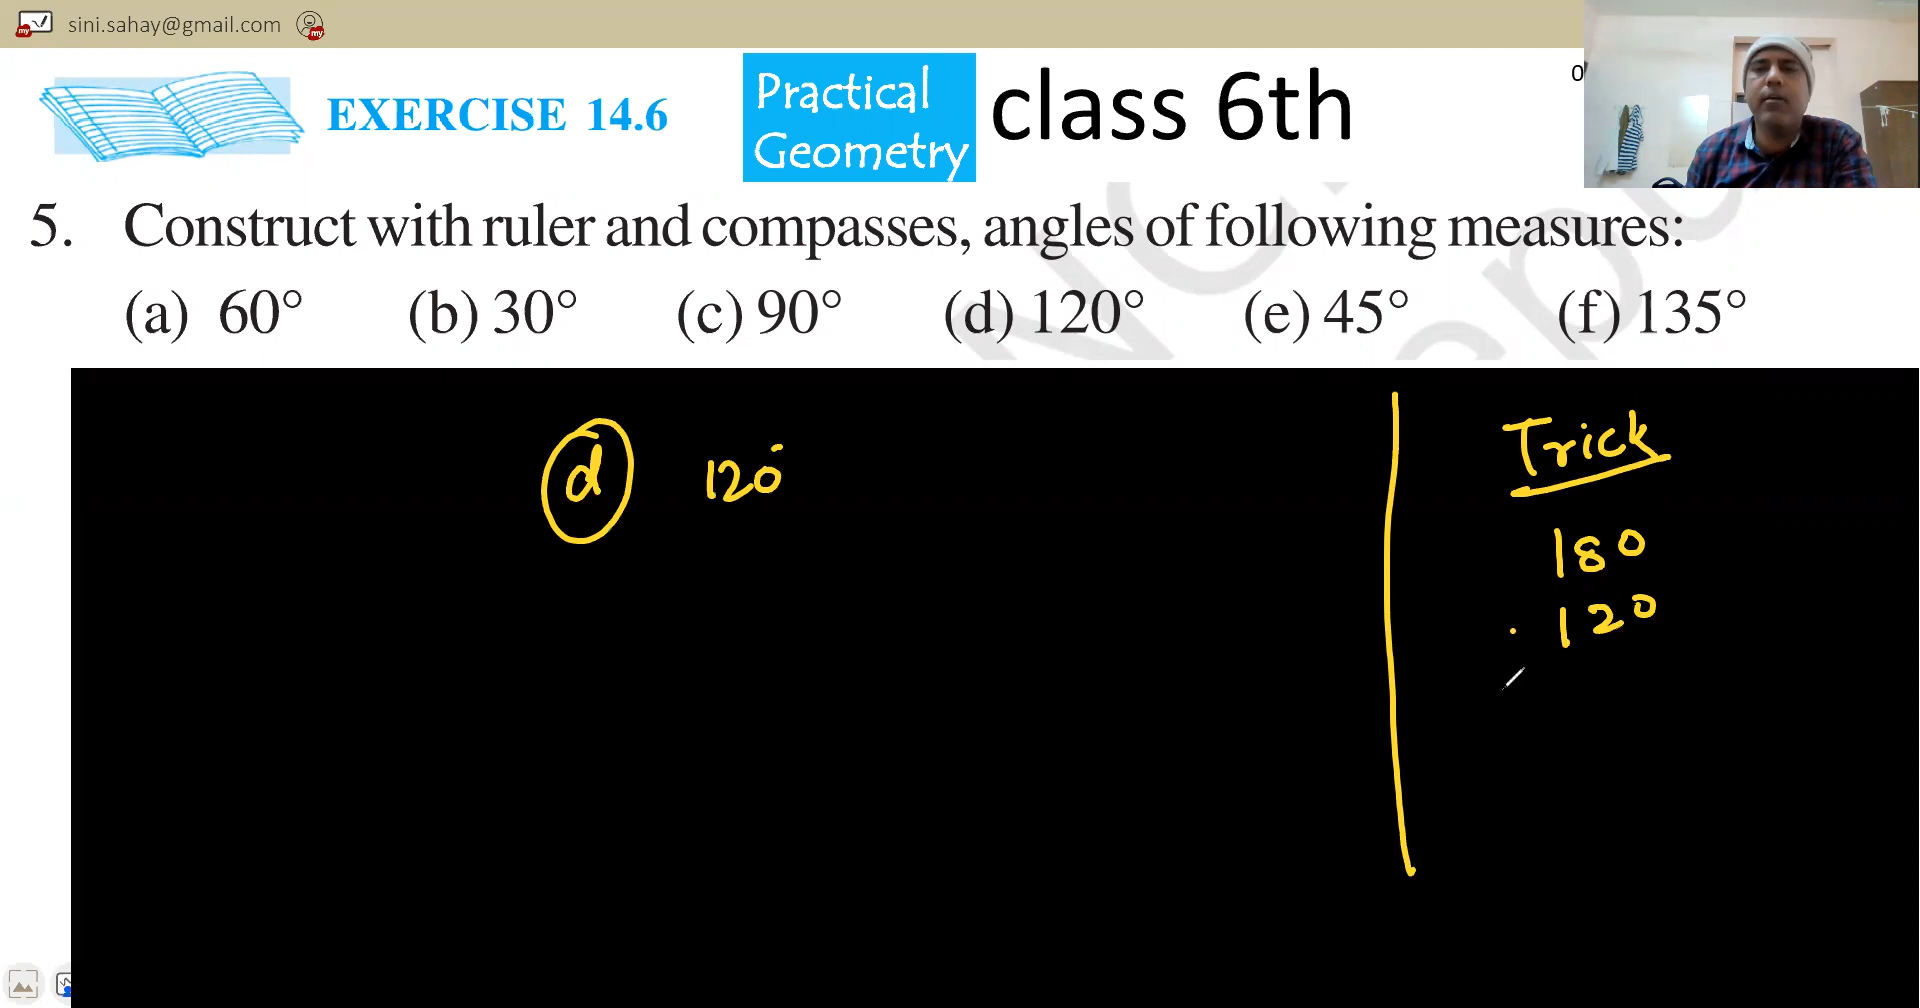 sini.sahay@gmail.com
EXERCISE 14.6
Practical
Geometry
class 6th
0
5. Construct with ruler and compasses, angles of following measures:
(a) 60° (b) 30° (c) 90° (d) 120° (e) 45° (f) 135°
d 120°
Trick
180
120